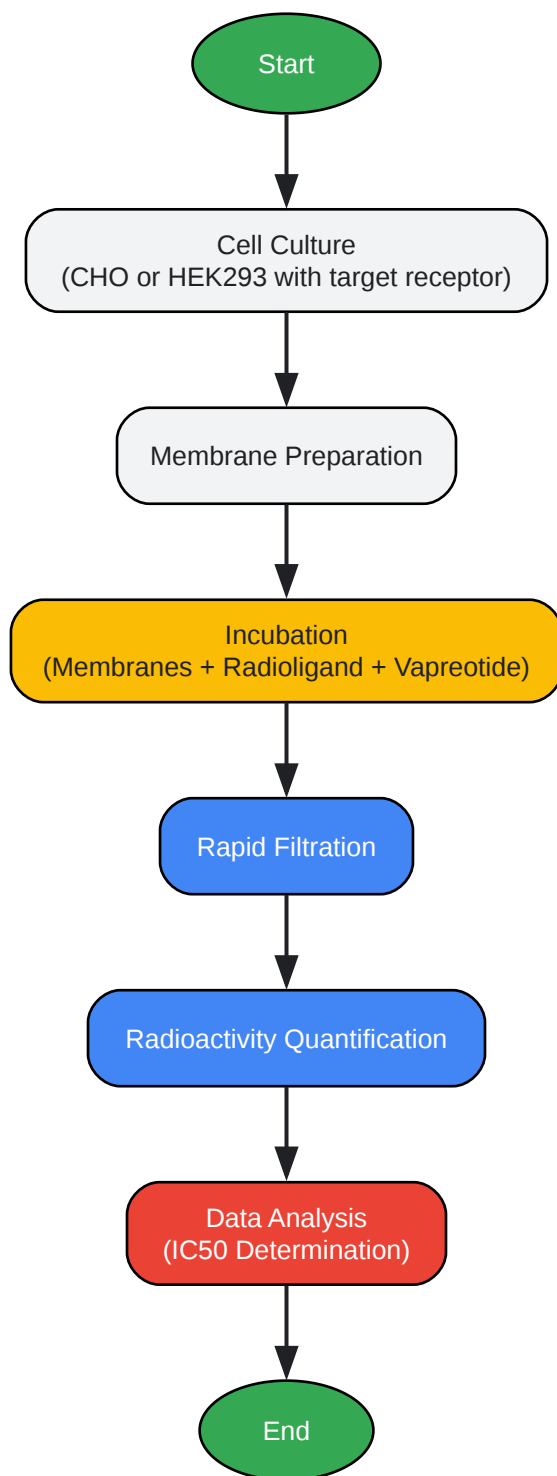 Start
Cell Culture
(CHO or HEK293 with target receptor)
Membrane Preparation
Incubation
(Membranes + Radioligand + Vapreotide)
Rapid Filtration
Radioactivity Quantification
Data Analysis
(IC50 Determination)
End